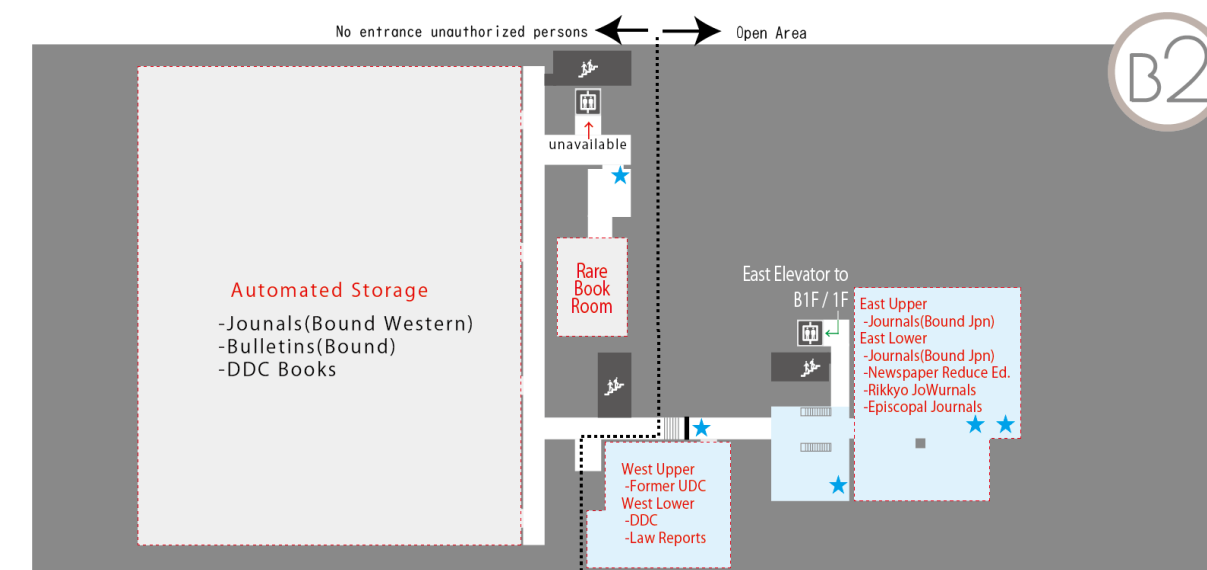 No entrance unauthorized persons
Open Area
B2
unavailable
Rare
Book
Room
Automated Storage
-Jounals(Bound Western)
-Bulletins(Bound)
-DDC Books
East Elevator to
B1F / 1F
East Upper
-Journals(Bound Jpn)
East Lower
-Journals(Bound Jpn)
-Newspaper Reduce Ed.
-Rikkyo JoWurnals
-Episcopal Journals
West Upper
-Former UDC
West Lower
-DDC
-Law Reports